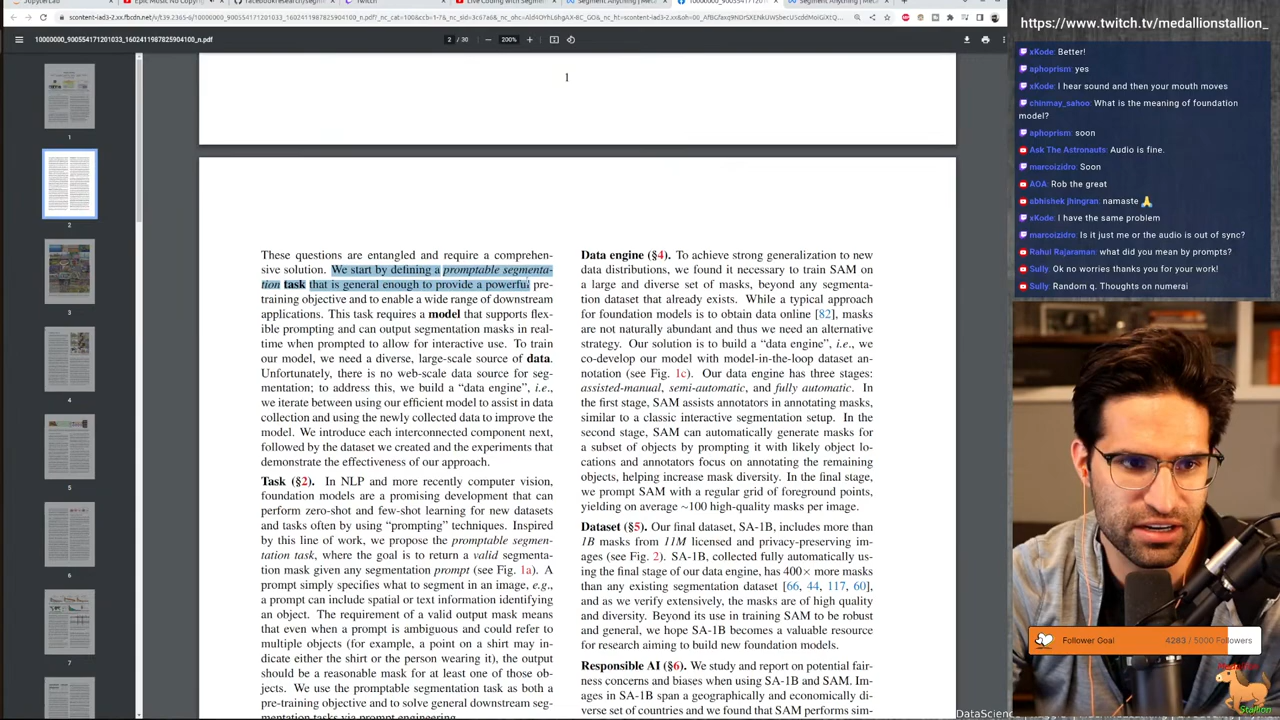 JupyterLab
Twitch
Segment Anything | Meta
10000000_900554171201033_1602411987825904100_n.pdf
2 / 30
200%
1
2
3
4
5
6
7
1
These questions are entangled and require a comprehen-
sive solution. We start by defining a promptable segmenta-
tion task that is general enough to provide a powerful pre-
training objective and to enable a wide range of downstream
applications. This task requires a model that supports flex-
ible prompting and can output segmentation masks in real-
time when prompted to allow for interactive use. To train
our model, we need a diverse, large-scale source of data.
Unfortunately, there is no web-scale data source for seg-
mentation; to address this, we build a “data engine”, i.e.,
we iterate between using our efficient model to assist in data
collection and using the newly collected data to improve the
model. We introduce each interconnected component next,
followed by the dataset we created and the experiments that
demonstrate the effectiveness of our approach.
Task (§2). In NLP and more recently computer vision,
foundation models are a promising development that can
perform zero-shot and few-shot learning for new datasets
and tasks often by using “prompting” techniques. Inspired
by this line of work, we propose the promptable segmen-
tation task, where the goal is to return a valid segmenta-
tion mask given any segmentation prompt (see Fig. 1a). A
prompt simply specifies what to segment in an image, e.g.,
a prompt can include spatial or text information identifying
an object. The requirement of a valid output mask means
that even when a prompt is ambiguous and could refer to
multiple objects (for example, a point on a shirt may in-
dicate either the shirt or the person wearing it), the output
should be a reasonable mask for at least one of those ob-
jects. We use the promptable segmentation task as both a
pre-training objective and to solve general downstream seg-
mentation tasks via prompt engineering.
Data engine (§4). To achieve strong generalization to new
data distributions, we found it necessary to train SAM on
a large and diverse set of masks, beyond any segmenta-
tion dataset that already exists. While a typical approach
for foundation models is to obtain data online [82], masks
are not naturally abundant and thus we need an alternative
strategy. Our solution is to build a “data engine”, i.e., we
co-develop our model with model-in-the-loop dataset an-
notation (see Fig. 1c). Our data engine has three stages:
assisted-manual, semi-automatic, and fully automatic. In
the first stage, SAM assists annotators in annotating masks,
similar to a classic interactive segmentation setup. In the
second stage, SAM can automatically generate masks for
a subset of objects by prompting it with likely object lo-
cations and annotators focus on annotating the remaining
objects, helping increase mask diversity. In the final stage,
we prompt SAM with a regular grid of foreground points,
yielding on average ~100 high-quality masks per image.
Dataset (§5). Our final dataset, SA-1B, includes more than
1B masks from 11M licensed and privacy-preserving im-
ages (see Fig. 2). SA-1B, collected fully automatically us-
ing the final stage of our data engine, has 400× more masks
than any existing segmentation dataset [66, 44, 117, 60],
and as we verify extensively, the masks are of high quality
and diversity. Beyond its use in training SAM to be robust
and general, we hope SA-1B becomes a valuable resource
for research aiming to build new foundation models.
Responsible AI (§6). We study and report on potential fair-
ness concerns and biases when using SA-1B and SAM. Im-
ages in SA-1B span a geographically and economically di-
verse set of countries and we found that SAM performs sim-
https://www.twitch.tv/medallionstallion_
xKode: Better!
aphoprism: yes
xKode: I hear sound and then your mouth moves
chinmay_sahoo: What is the meaning of foundation
model?
aphoprism: soon
Ask The Astronauts: Audio is fine.
marcoizidro: Soon
AOA: Rob the great
abhishek jhingran: namaste 🙏
xKode: I have the same problem
marcoizidro: Is it just me or the audio is out of sync?
Rahul Rajaraman: what did you mean by prompts?
Sully: Ok no worries thank you for your help!
Sully: Random q. Thoughts on numerai
Follower Goal
4283 / 5000 Followers
Stallion